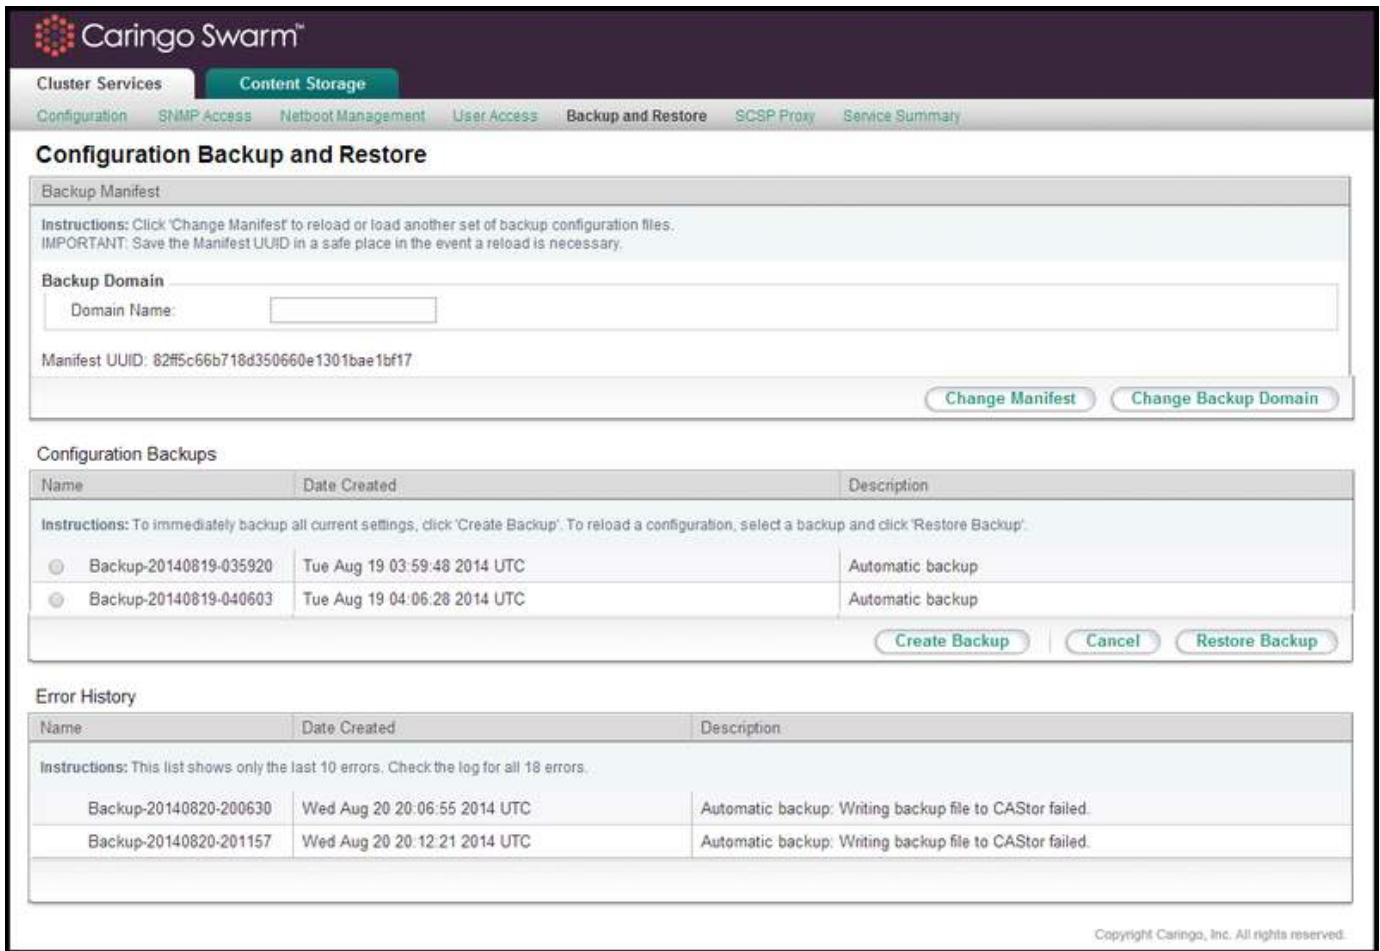 Caringo Swarm™
Cluster Services Content Storage
Configuration SNMP Access Netboot Management User Access Backup and Restore SCSP Proxy Service Summary
Configuration Backup and Restore
Backup Manifest
Instructions: Click 'Change Manifest' to reload or load another set of backup configuration files.
IMPORTANT: Save the Manifest UUID in a safe place in the event a reload is necessary.
Backup Domain
Domain Name:
Manifest UUID: 82ff5c66b718d350660e1301bae1bf17
Change Manifest Change Backup Domain
Configuration Backups
Name Date Created Description
Instructions: To immediately backup all current settings, click 'Create Backup'. To reload a configuration, select a backup and click 'Restore Backup'.
Backup-20140819-035920 Tue Aug 19 03:59:48 2014 UTC Automatic backup
Backup-20140819-040603 Tue Aug 19 04:06:28 2014 UTC Automatic backup
Create Backup Cancel Restore Backup
Error History
Name Date Created Description
Instructions: This list shows only the last 10 errors. Check the log for all 18 errors.
Backup-20140820-200630 Wed Aug 20 20:06:55 2014 UTC Automatic backup: Writing backup file to CAStor failed.
Backup-20140820-201157 Wed Aug 20 20:12:21 2014 UTC Automatic backup: Writing backup file to CAStor failed.
Copyright Caringo, Inc. All rights reserved.